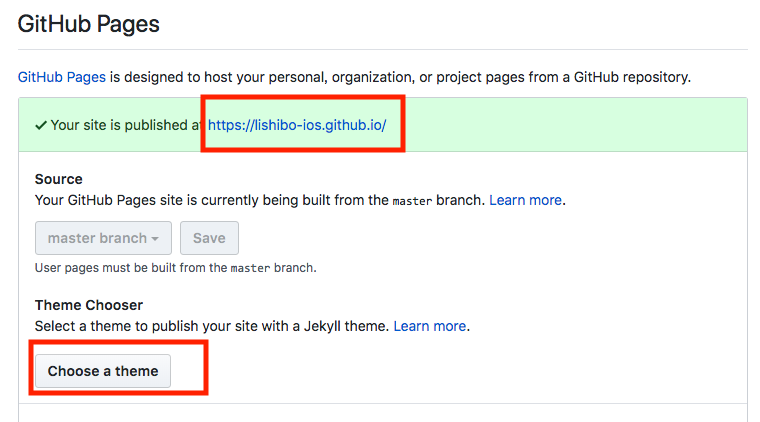 GitHub Pages
GitHub Pages is designed to host your personal, organization, or project pages from a GitHub repository.
✔ Your site is published at https://lishibo-ios.github.io/
Source
Your GitHub Pages site is currently being built from the master branch. Learn more.
master branch Save
User pages must be built from the master branch.
Theme Chooser
Select a theme to publish your site with a Jekyll theme. Learn more.
Choose a theme